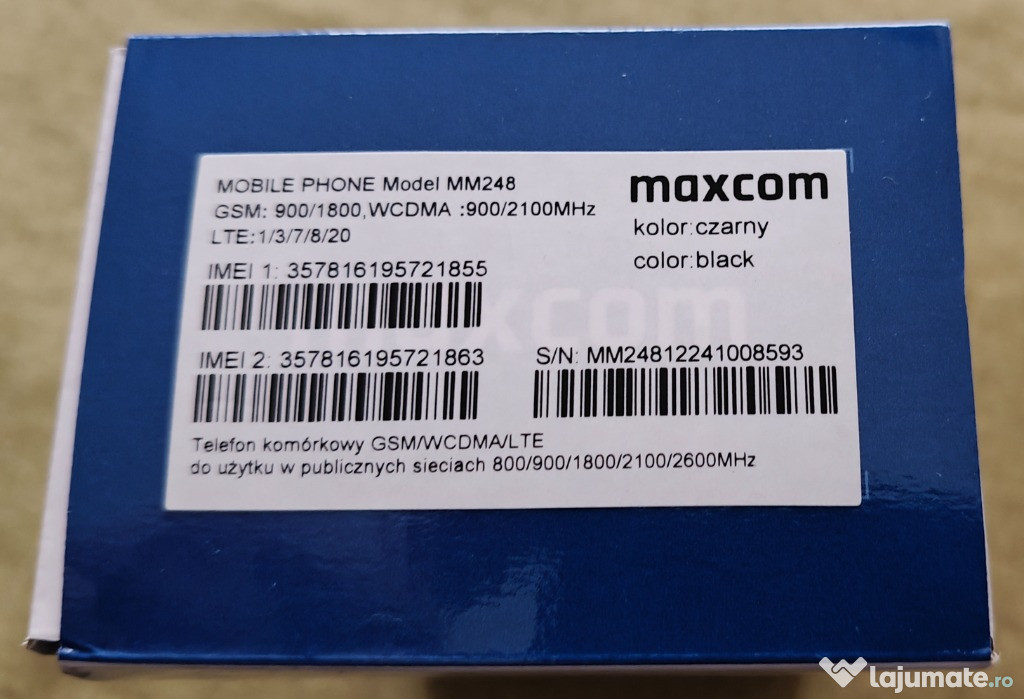 MOBILE PHONE Model MM248
GSM: 900/1800,WCDMA :900/2100MHz
LTE:1/3/7/8/20
maxcom
kolor:czarny
color:black
IMEI 1: 357816195721855
IMEI 2: 357816195721863
S/N: MM24812241008593
Telefon komórkowy GSM/WCDMA/LTE
do użytku w publicznych sieciach 800/900/1800/2100/2600MHz
maxcom
lajumate.ro